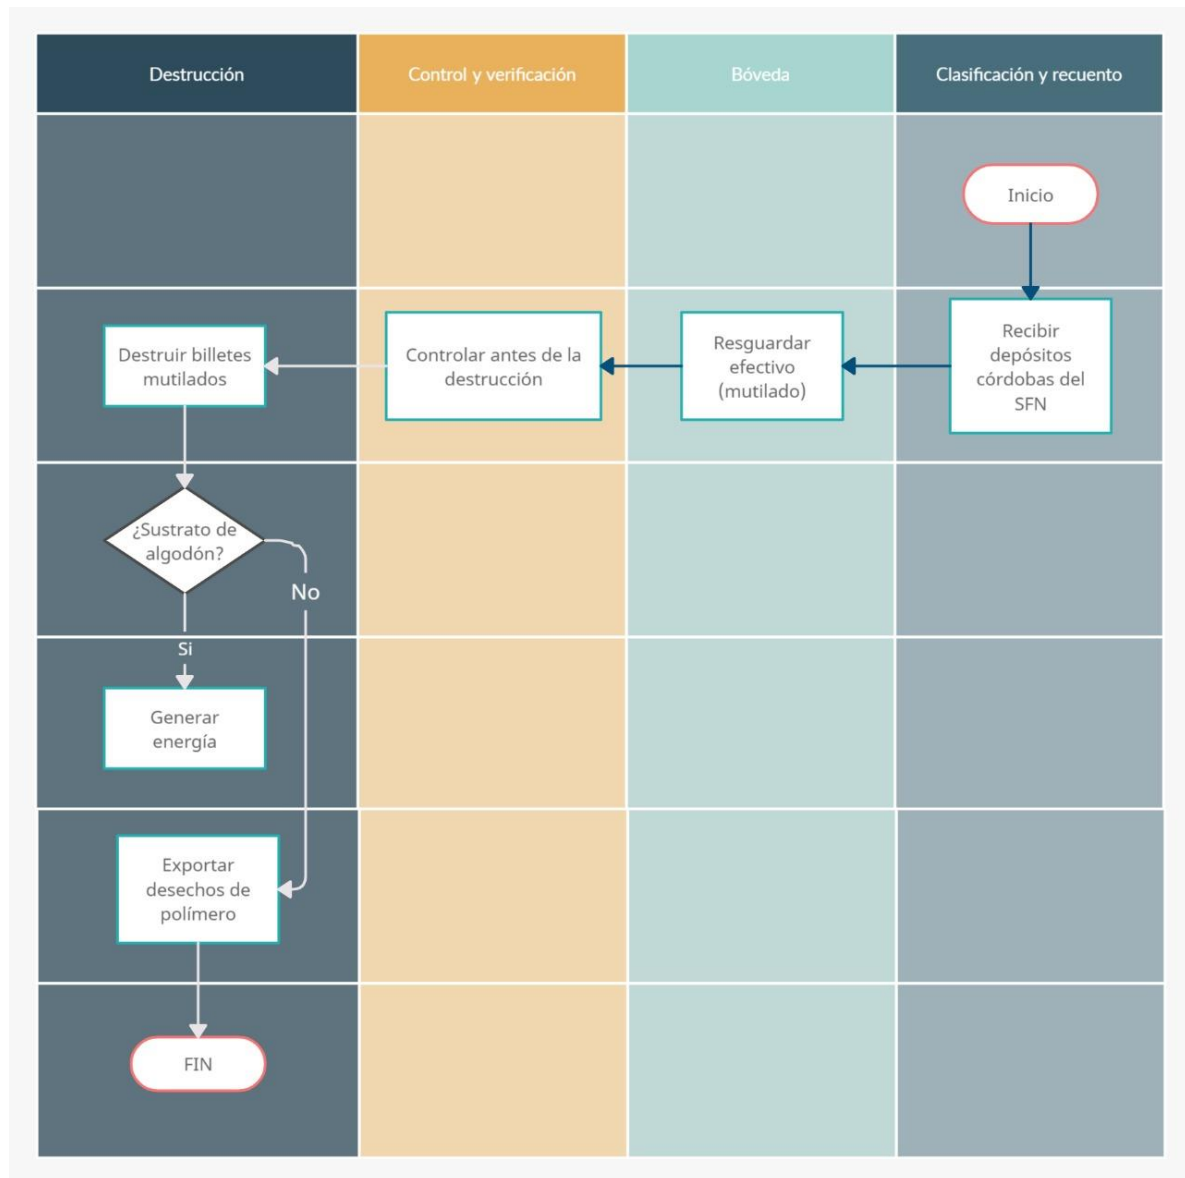 Destrucción
Control y verificación
Bóveda
Clasificación y recuento
Inicio
Destruir billetes
mutilados
Controlar antes de la
destrucción
Resguardar
efectivo
(mutilado)
Recibir
depósitos
córdobas del
SFN
¿Sustrato de
algodón?
No
Si
Generar
energía
Exportar
desechos de
polímero
FIN